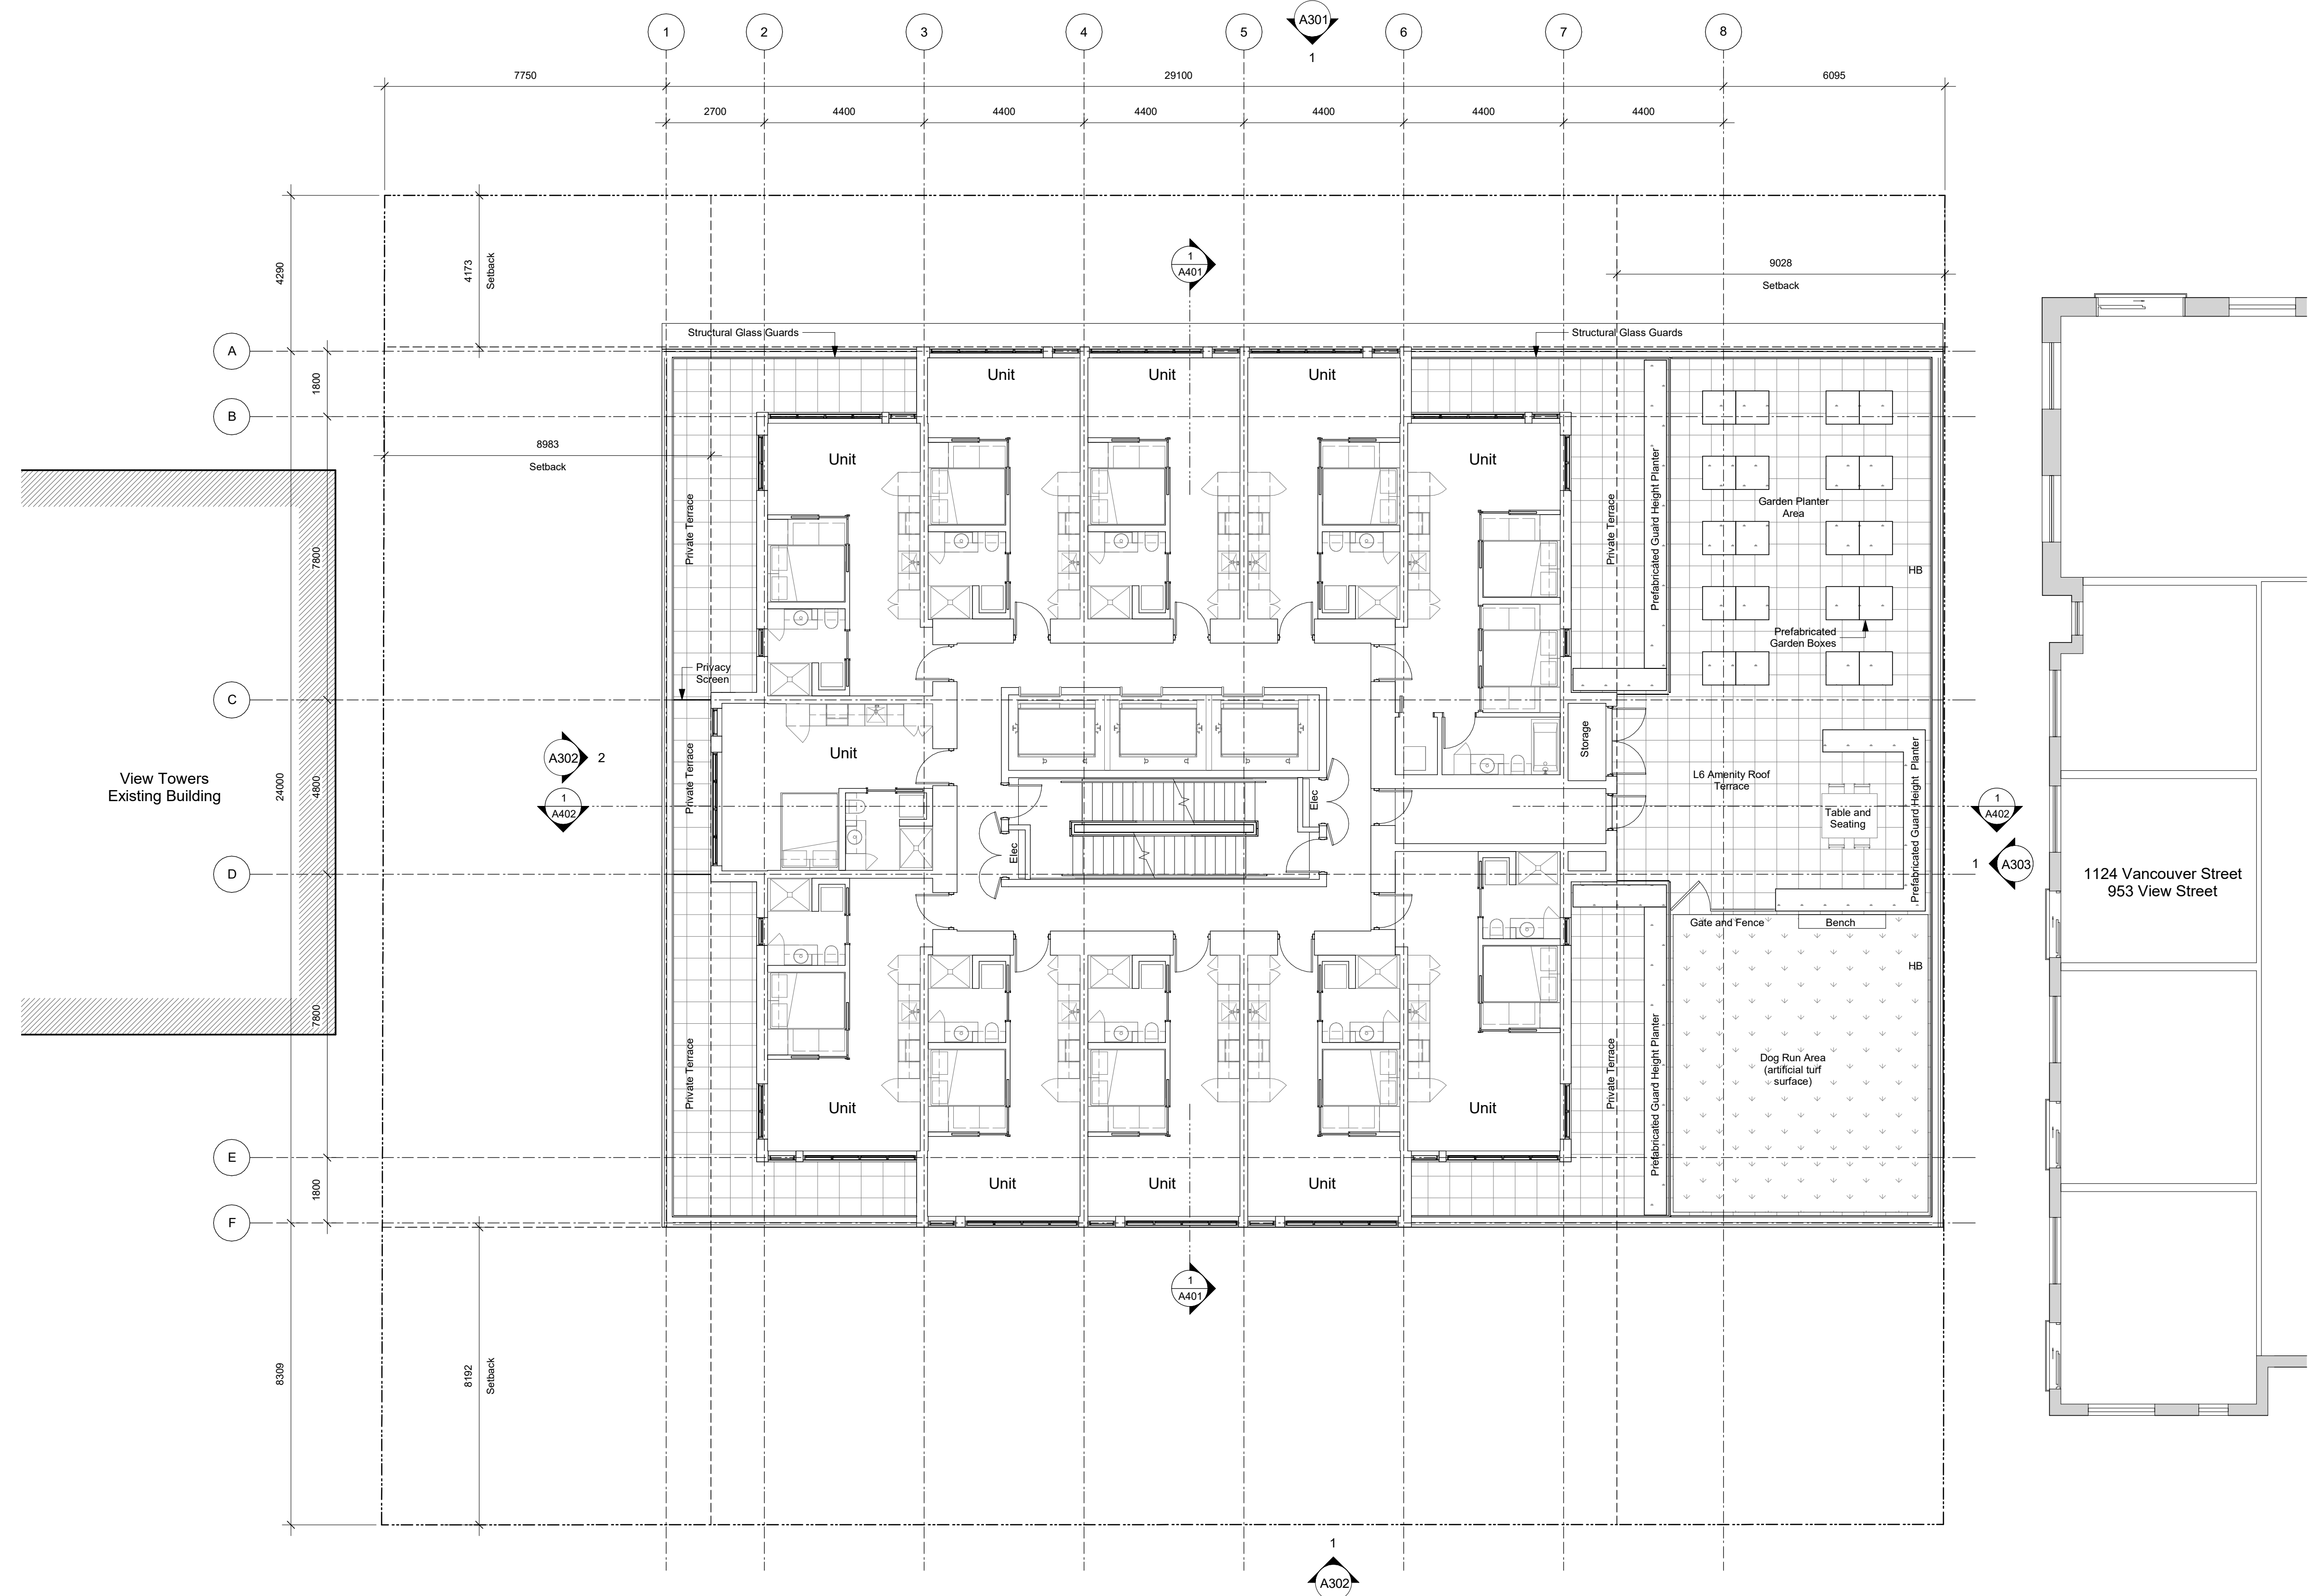 A301
1
1
2
3
4
5
6
7
8
7750
29100
6095
2700
4400
4400
4400
4400
4400
4400
4290
4173
Setback
1
A401
9028
Setback
Structural Glass Guards
Structural Glass Guards
A
Unit
Unit
Unit
1800
B
8983
Setback
Unit
Unit
Private Terrace
7800
Private Terrace
Prefabricated Guard Height Planter
Garden Planter
Area
HB
Prefabricated
Garden Boxes
Privacy
Screen
C
View Towers
Existing Building
24000
4800
A302
2
1
A402
Private Terrace
Unit
Elec
Elec
Storage
L6 Amenity Roof
Terrace
Table and
Seating
Prefabricated Guard Height Planter
1
A402
1
A303
1124 Vancouver Street
953 View Street
D
Gate and Fence
Bench
HB
7800
Private Terrace
Unit
Unit
Private Terrace
Prefabricated Guard Height Planter
Dog Run Area
(artificial turf
surface)
E
1800
Unit
Unit
Unit
F
1
A401
8309
8192
Setback
1
A302